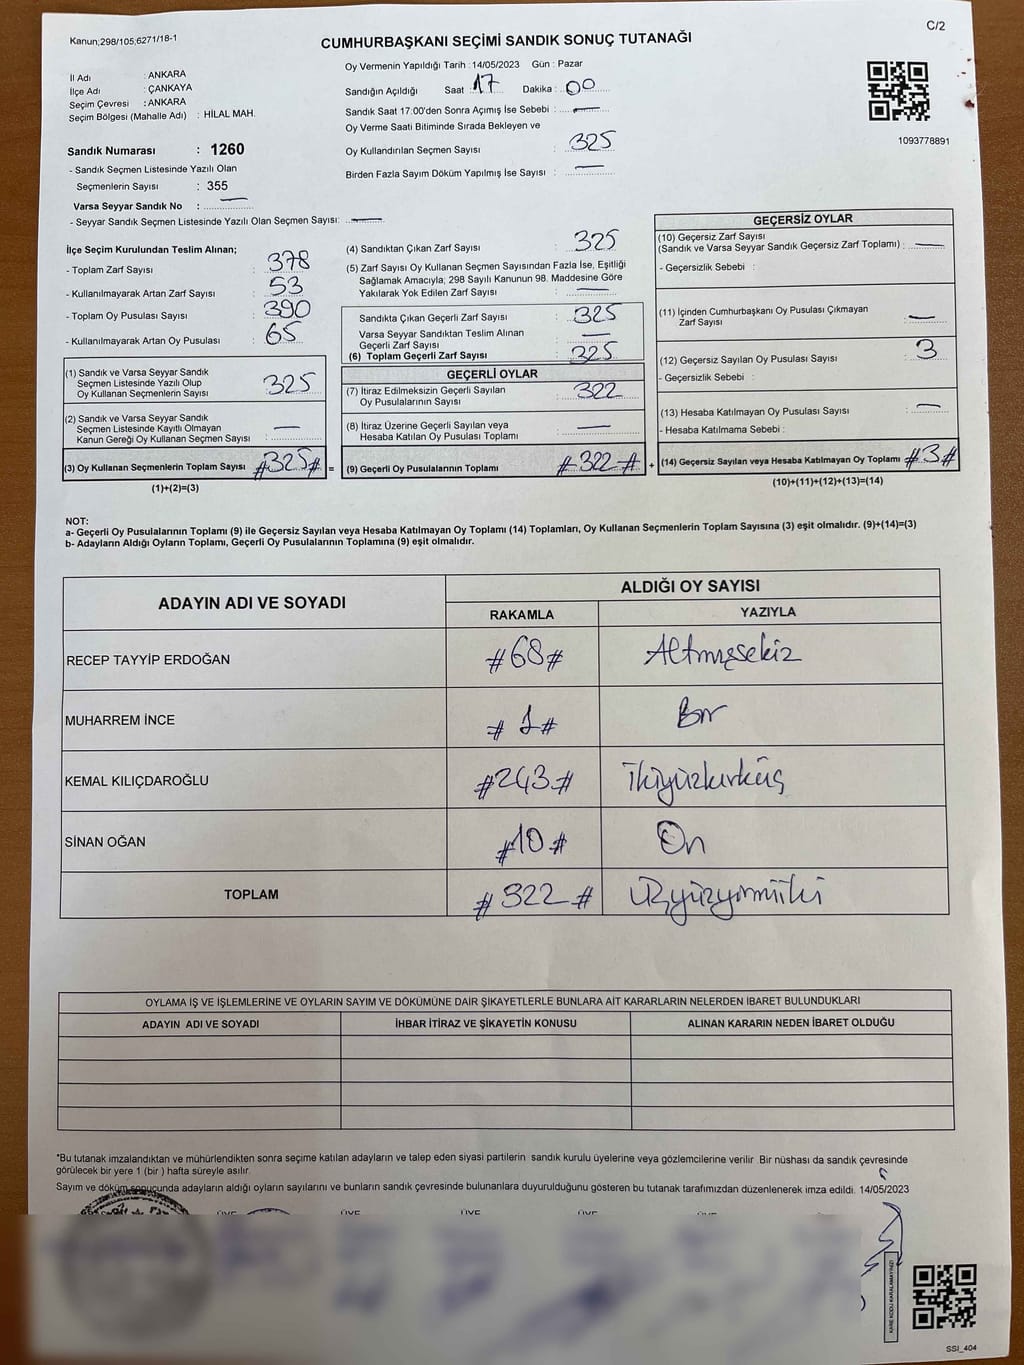 Kanun;298/105;6271/18-1
C/2
CUMHURBAŞKANI SEÇİMİ SANDIK SONUÇ TUTANAĞI
İl Adı : ANKARA
İlçe Adı : ÇANKAYA
Seçim Çevresi : ANKARA
Seçim Bölgesi (Mahalle Adı) : HİLAL MAH.
Sandık Numarası : 1260
- Sandık Seçmen Listesinde Yazılı Olan
Seçmenlerin Sayısı : 355
Varsa Seyyar Sandık No : —
- Seyyar Sandık Seçmen Listesinde Yazılı Olan Seçmen Sayısı: —
Oy Vermenin Yapıldığı Tarih : 14/05/2023 Gün : Pazar
Sandığın Açıldığı Saat : 17 Dakika : 00
Sandık Saat 17:00'den Sonra Açımış İse Sebebi : —
Oy Verme Saati Bitiminde Sırada Bekleyen ve
Oy Kullandırılan Seçmen Sayısı : 325
Birden Fazla Sayım Döküm Yapılmış İse Sayısı : —
1093778891
İlçe Seçim Kurulundan Teslim Alınan;
- Toplam Zarf Sayısı : 378
- Kullanılmayarak Artan Zarf Sayısı : 53
- Toplam Oy Pusulası Sayısı : 390
- Kullanılmayarak Artan Oy Pusulası : 65
(1) Sandık ve Varsa Seyyar Sandık
Seçmen Listesinde Yazılı Olup
Oy Kullanan Seçmenlerin Sayısı : 325
(2) Sandık ve Varsa Seyyar Sandık
Seçmen Listesinde Kayıtlı Olmayan
Kanun Gereği Oy Kullanan Seçmen Sayısı : —
(3) Oy Kullanan Seçmenlerin Toplam Sayısı #325# =
(1)+(2)=(3)
(4) Sandıktan Çıkan Zarf Sayısı : 325
(5) Zarf Sayısı Oy Kullanan Seçmen Sayısından Fazla İse, Eşitliği
Sağlamak Amacıyla; 298 Sayılı Kanunun 98. Maddesine Göre
Yakılarak Yok Edilen Zarf Sayısı : —
Sandıkta Çıkan Geçerli Zarf Sayısı : 325
Varsa Seyyar Sandıktan Teslim Alınan
Geçerli Zarf Sayısı : —
(6) Toplam Geçerli Zarf Sayısı : 325
GEÇERLİ OYLAR
(7) İtiraz Edilmeksizin Geçerli Sayılan
Oy Pusulalarının Sayısı : 322
(8) İtiraz Üzerine Geçerli Sayılan veya
Hesaba Katılan Oy Pusulası Toplamı : —
(9) Geçerli Oy Pusulalarının Toplamı #322# +
GEÇERSİZ OYLAR
(10) Geçersiz Zarf Sayısı
(Sandık ve Varsa Seyyar Sandık Geçersiz Zarf Toplamı) : —
- Geçersizlik Sebebi :
(11) İçinden Cumhurbaşkanı Oy Pusulası Çıkmayan
Zarf Sayısı : —
(12) Geçersiz Sayılan Oy Pusulası Sayısı : 3
- Geçersizlik Sebebi :
(13) Hesaba Katılmayan Oy Pusulası Sayısı : —
- Hesaba Katılmama Sebebi :
(14) Geçersiz Sayılan veya Hesaba Katılmayan Oy Toplamı #3#
(10)+(11)+(12)+(13)=(14)
NOT:
a- Geçerli Oy Pusulalarının Toplamı (9) ile Geçersiz Sayılan veya Hesaba Katılmayan Oy Toplamı (14) Toplamları, Oy Kullanan Seçmenlerin Toplam Sayısına (3) eşit olmalıdır. (9)+(14)=(3)
b- Adayların Aldığı Oyların Toplamı, Geçerli Oy Pusulalarının Toplamına (9) eşit olmalıdır.
ADAYIN ADI VE SOYADI ALDIĞI OY SAYISI
RAKAMLA YAZIYLA
RECEP TAYYİP ERDOĞAN #68# Altmışsekiz
MUHARREM İNCE #1# Bir
KEMAL KILIÇDAROĞLU #243# İkiyüzkırküç
SİNAN OĞAN #10# On
TOPLAM #322# Üçyüzyirmiiki
OYLAMA İŞ VE İŞLEMLERİNE VE OYLARIN SAYIM VE DÖKÜMÜNE DAİR ŞİKAYETLERLE BUNLARA AİT KARARLARIN NELERDEN İBARET BULUNDUKLARI
ADAYIN ADI VE SOYADI İHBAR İTİRAZ VE ŞİKAYETİN KONUSU ALINAN KARARIN NEDEN İBARET OLDUĞU
*Bu tutanak imzalandıktan ve mühürlendikten sonra seçime katılan adayların ve talep eden siyasi partilerin sandık kurulu üyelerine veya gözlemcilerine verilir. Bir nüshası da sandık çevresinde
görülecek bir yere 1 (bir ) hafta süreyle asılır.
Sayım ve döküm sonucunda adayların aldığı oyların sayılarını ve bunların sandık çevresinde bulunanlara duyurulduğunu gösteren bu tutanak tarafımızdan düzenlenerek imza edildi. 14/05/2023
ÜYE ÜYE ÜYE ÜYE ÜYE
KARE KODU KARALAMAYINIZ!
SSI_404